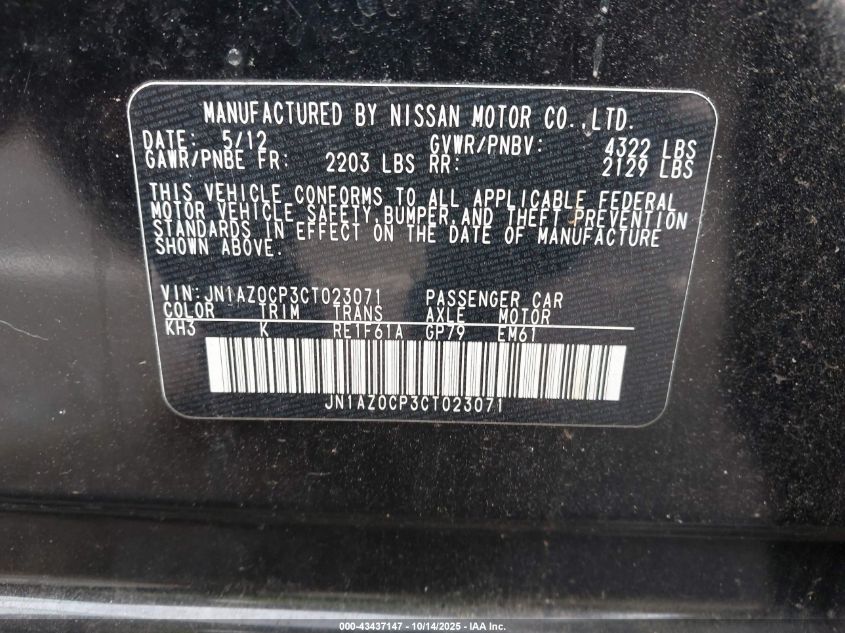 MANUFACTURED BY NISSAN MOTOR CO.,LTD.
DATE: 5/12 GVWR/PNBV: 4322 LBS
GAWR/PNBE FR: 2203 LBS RR: 2129 LBS
THIS VEHICLE CONFORMS TO ALL APPLICABLE FEDERAL
MOTOR VEHICLE SAFETY,BUMPER,AND THEFT PREVENTION
STANDARDS IN EFFECT ON THE DATE OF MANUFACTURE
SHOWN ABOVE.
VIN:JN1AZ0CP3CT023071 PASSENGER CAR
COLOR TRIM TRANS AXLE MOTOR
KH3 K RE1F61A GP79 EM61
JN1AZ0CP3CT023071
000-43437147 - 10/14/2025 - IAA Inc.